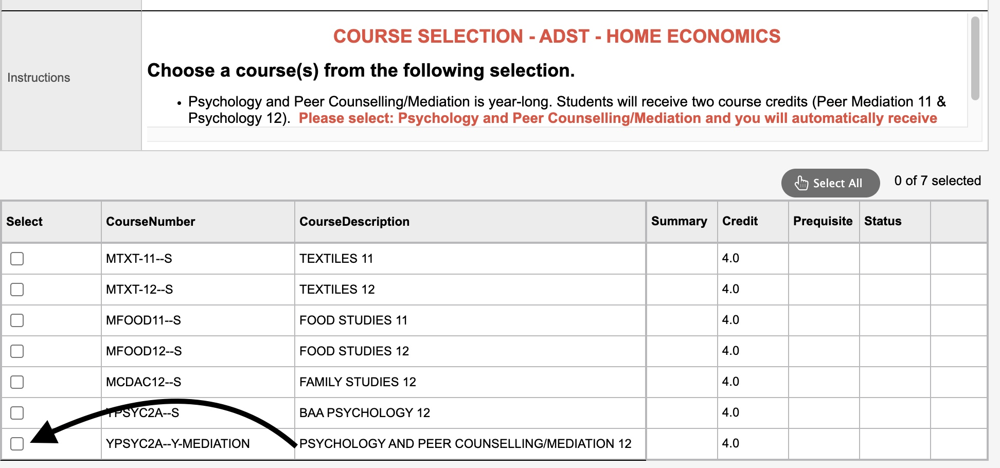 COURSE SELECTION - ADST - HOME ECONOMICS
Instructions
Choose a course(s) from the following selection.
• Psychology and Peer Counselling/Mediation is year-long. Students will receive two course credits (Peer Mediation 11 &
Psychology 12). Please select: Psychology and Peer Counselling/Mediation and you will automatically receive
Select All 0 of 7 selected
Select CourseNumber CourseDescription Summary Credit Prequisite Status
MTXT-11--S TEXTILES 11 4.0
MTXT-12--S TEXTILES 12 4.0
MFOOD11--S FOOD STUDIES 11 4.0
MFOOD12--S FOOD STUDIES 12 4.0
MCDAC12--S FAMILY STUDIES 12 4.0
YPSYC2A--S BAA PSYCHOLOGY 12 4.0
YPSYC2A--Y-MEDIATION PSYCHOLOGY AND PEER COUNSELLING/MEDIATION 12 4.0